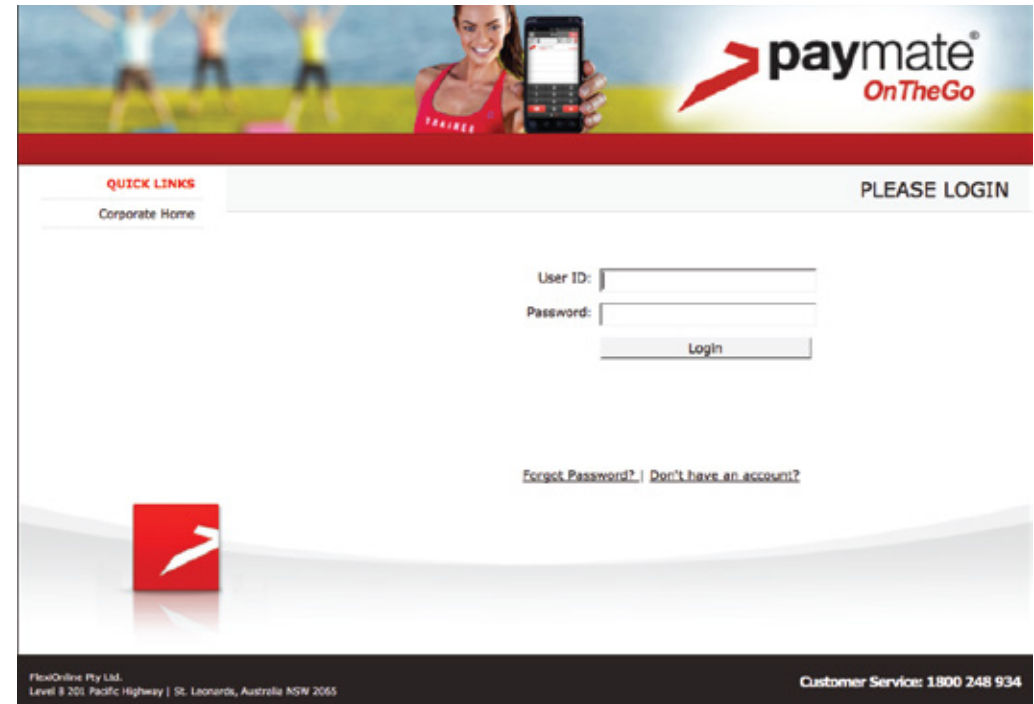 TRAINER
paymate®
OnTheGo
QUICK LINKS
Corporate Home
PLEASE LOGIN
User ID:
Password:
Login
Forgot Password? | Don't have an account?
FlexiOnline Pty Ltd.
Level 8 201 Pacific Highway | St. Leonards, Australia NSW 2065
Customer Service: 1800 248 934